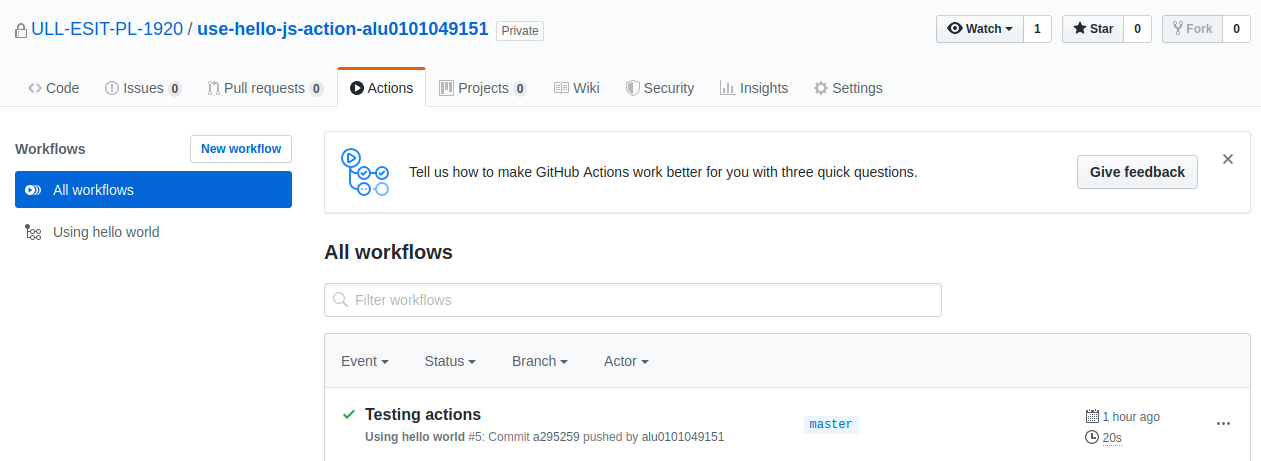 ULL-ESIT-PL-1920 / use-hello-js-action-alu0101049151 Private Watch 1 Star 0 Fork 0
Code Issues 0 Pull requests 0 Actions Projects 0 Wiki Security Insights Settings
Workflows New workflow
All workflows
Using hello world
Tell us how to make GitHub Actions work better for you with three quick questions. Give feedback
All workflows
Filter workflows
Event Status Branch Actor
Testing actions
Using hello world #5: Commit a295259 pushed by alu0101049151
master
1 hour ago
20s